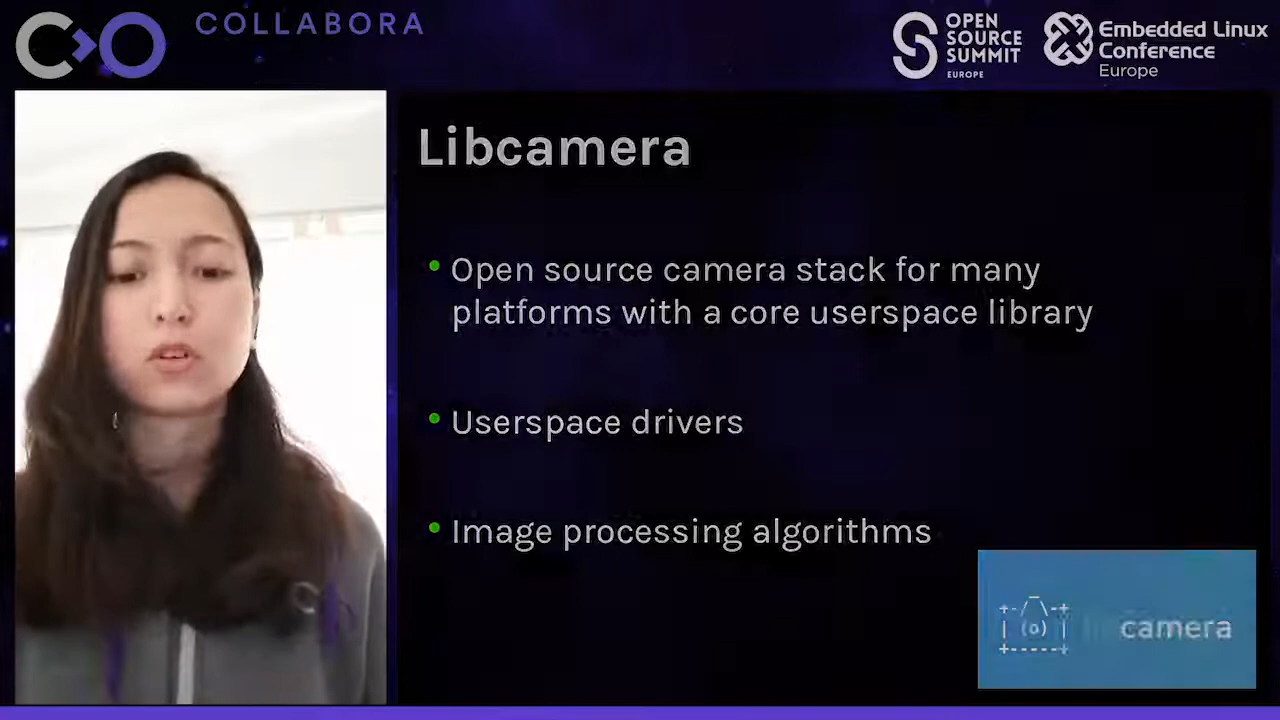 COLLABORA
OPEN
SOURCE
SUMMIT
EUROPE
Embedded Linux
Conference
Europe
Libcamera
• Open source camera stack for many
platforms with a core userspace library
• Userspace drivers
• Image processing algorithms
camera